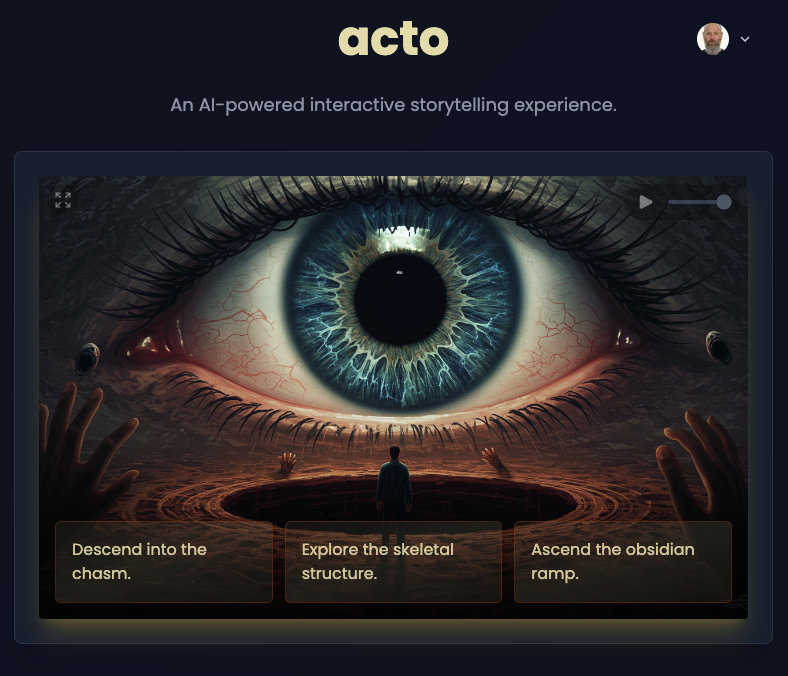 acto
An AI-powered interactive storytelling experience.
Descend into the
chasm.
Explore the skeletal
structure.
Ascend the obsidian
ramp.